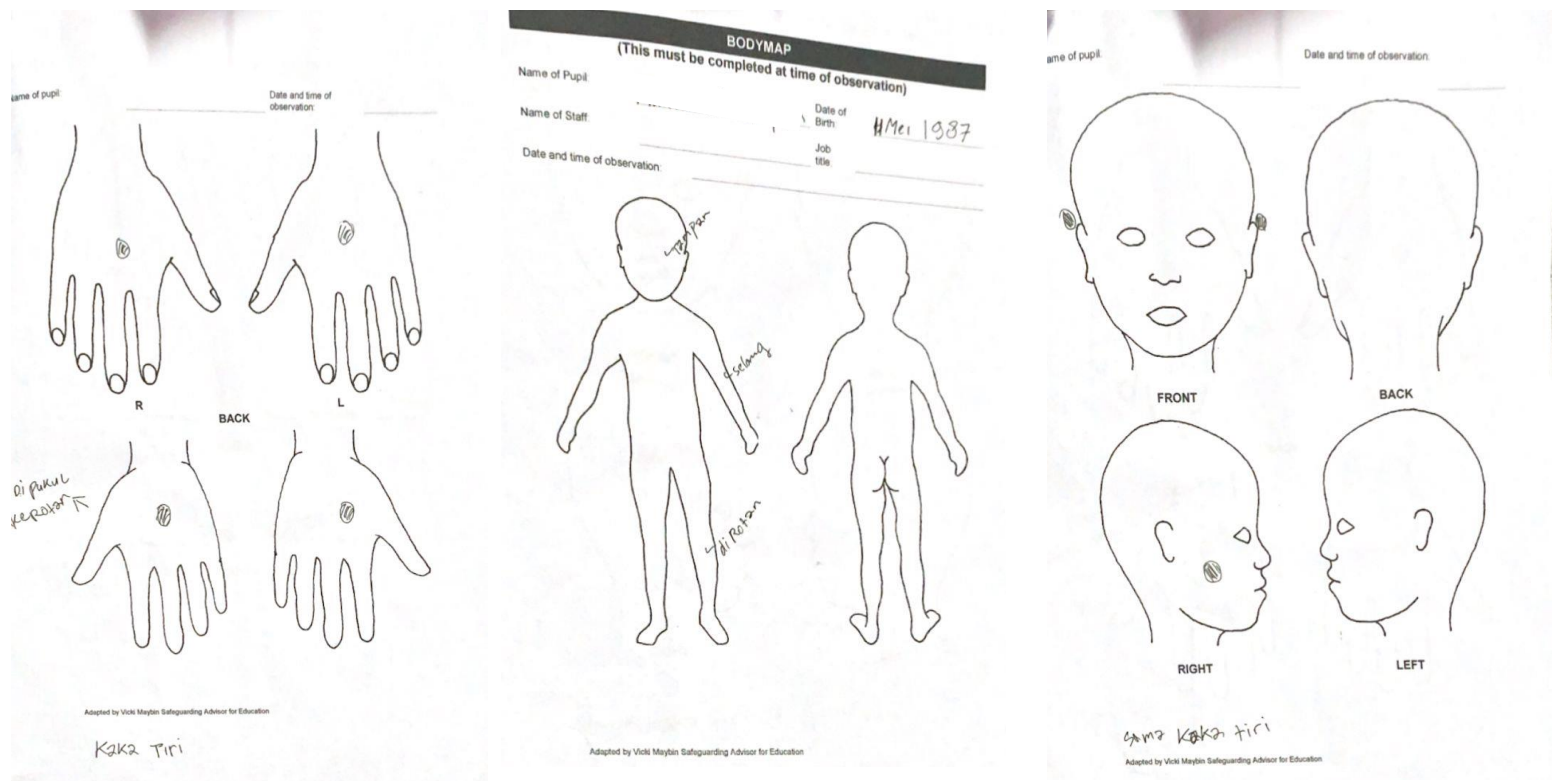 ame of pupil:
Date and time of
observation:
R
L
BACK
Di pukul
Adapted by Vicki Maybin Safeguarding Advisor for Education
Kaka Tiri
BODYMAP
(This must be completed at time of observation)
Name of Pupil:
Date of
Birth
Mei 1987
Name of Staff:
Job
title:
Date and time of observation:
Tampar
selang
di Rotan
Adapted by Vicki Maybin Safeguarding Advisor for Education
ame of pupil:
Date and time of observation:
FRONT
BACK
RIGHT
LEFT
sama Kaka tiri
Adapted by Vicki Maybin Safeguarding Advisor for Education